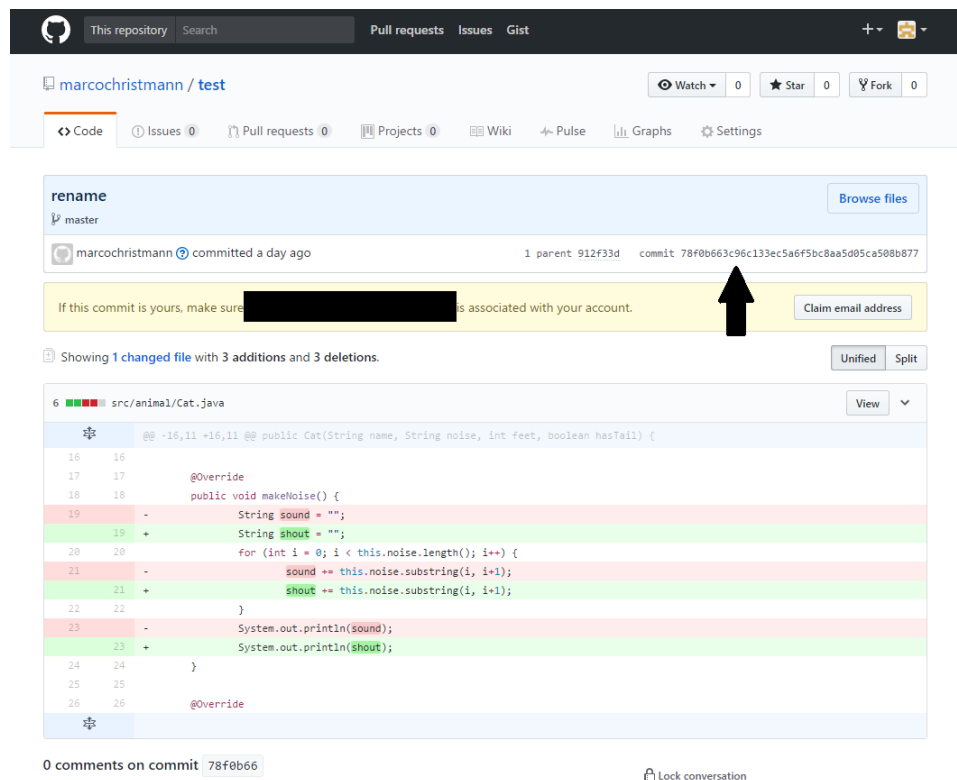 This repository Search Pull requests Issues Gist
marcochristmann / test Watch 0 Star 0 Fork 0
Code Issues 0 Pull requests 0 Projects 0 Wiki Pulse Graphs Settings
rename Browse files
master
marcochristmann committed a day ago 1 parent 912f33d commit 78f0b663c96c133ec5a6f5bc8aa5d05ca508b877
If this commit is yours, make sure is associated with your account. Claim email address
Showing 1 changed file with 3 additions and 3 deletions. Unified Split
6 src/animal/Cat.java View
@@ -16,11 +16,11 @@ public Cat(String name, String noise, int feet, boolean hasTail) {
16 16
17 17 @Override
18 18 public void makeNoise() {
19 - String sound = "";
19 + String shout = "";
20 20 for (int i = 0; i < this.noise.length(); i++) {
21 - sound += this.noise.substring(i, i+1);
21 + shout += this.noise.substring(i, i+1);
22 22 }
23 - System.out.println(sound);
23 + System.out.println(shout);
24 24 }
25 25
26 26 @Override
0 comments on commit 78f0b66 Lock conversation